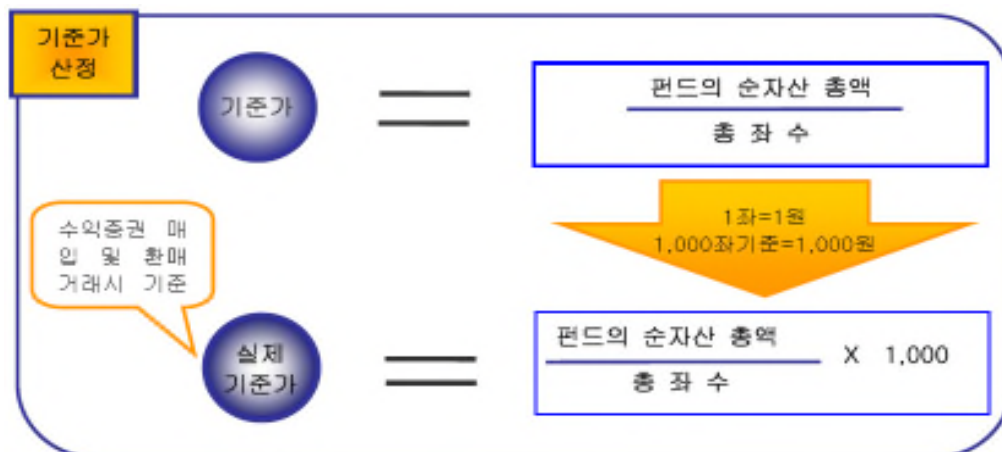 기준가
산정
기준가
펀드의 순자산 총액
총 좌 수
1좌=1원
1,000좌기준=1,000원
수익증권 매
입 및 환매
거래시 기준
실제
기준가
펀드의 순자산 총액
총 좌 수
X 1,000